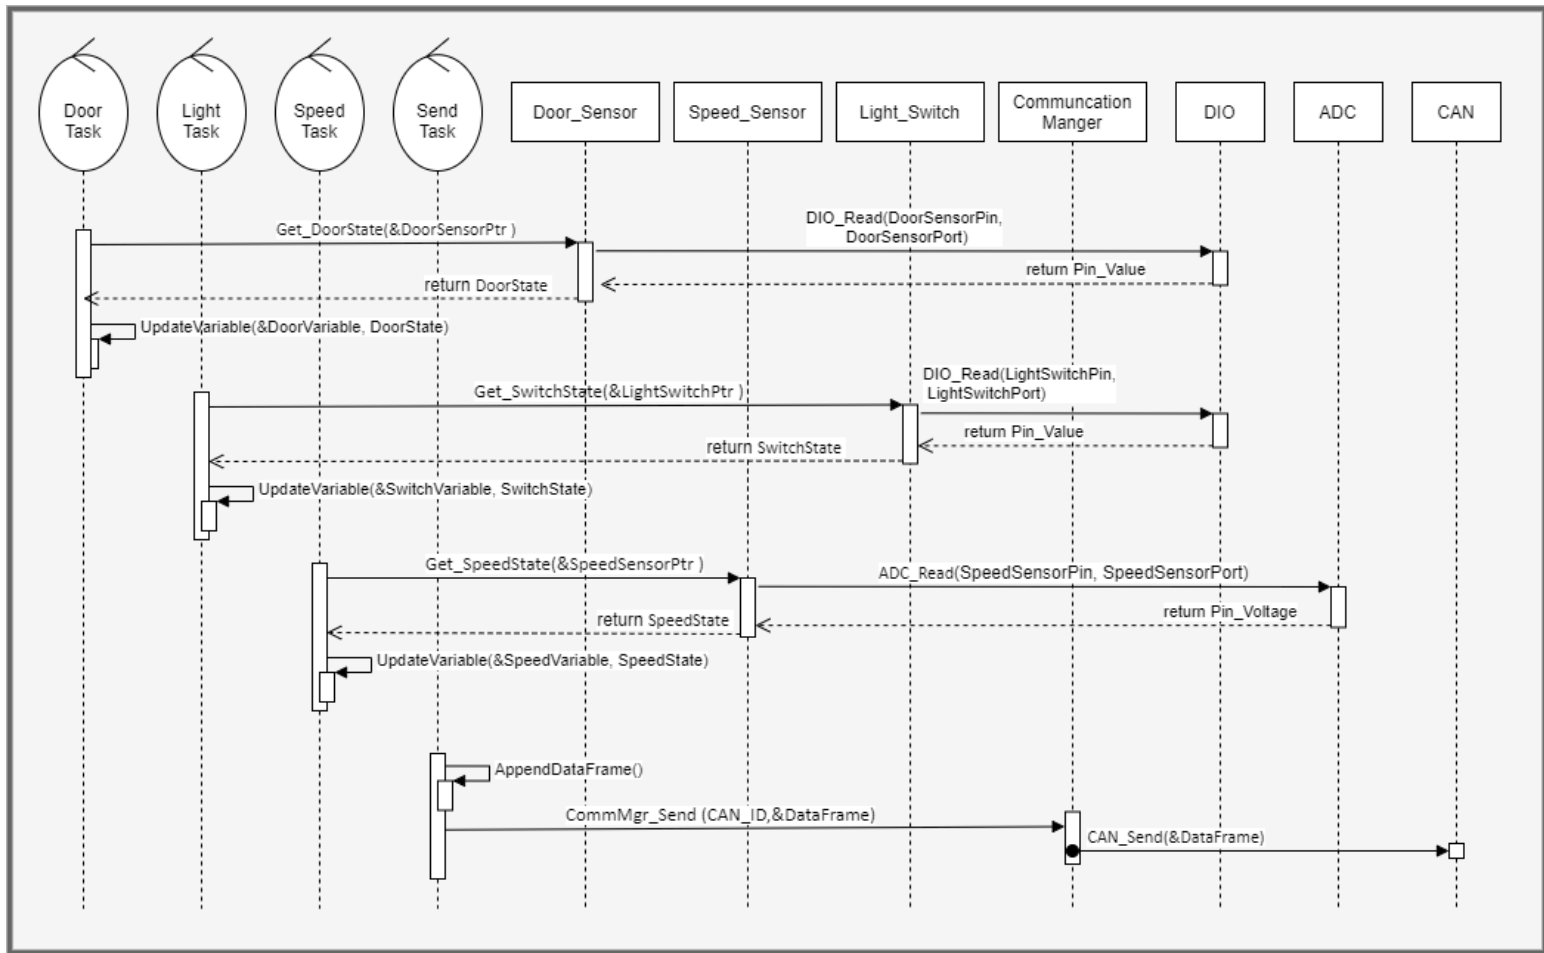 Door
Task
Light
Task
Speed
Task
Send
Task
Door_Sensor
Speed_Sensor
Light_Switch
Communcation
Manger
DIO
ADC
CAN
Get_DoorState(&DoorSensorPtr )
DIO_Read(DoorSensorPin,
DoorSensorPort)
return Pin_Value
return DoorState
UpdateVariable(&DoorVariable, DoorState)
Get_SwitchState(&LightSwitchPtr )
DIO_Read(LightSwitchPin,
LightSwitchPort)
return Pin_Value
return SwitchState
UpdateVariable(&SwitchVariable, SwitchState)
Get_SpeedState(&SpeedSensorPtr )
ADC_Read(SpeedSensorPin, SpeedSensorPort)
return Pin_Voltage
return SpeedState
UpdateVariable(&SpeedVariable, SpeedState)
AppendDataFrame()
CommMgr_Send (CAN_ID,&DataFrame)
CAN_Send(&DataFrame)